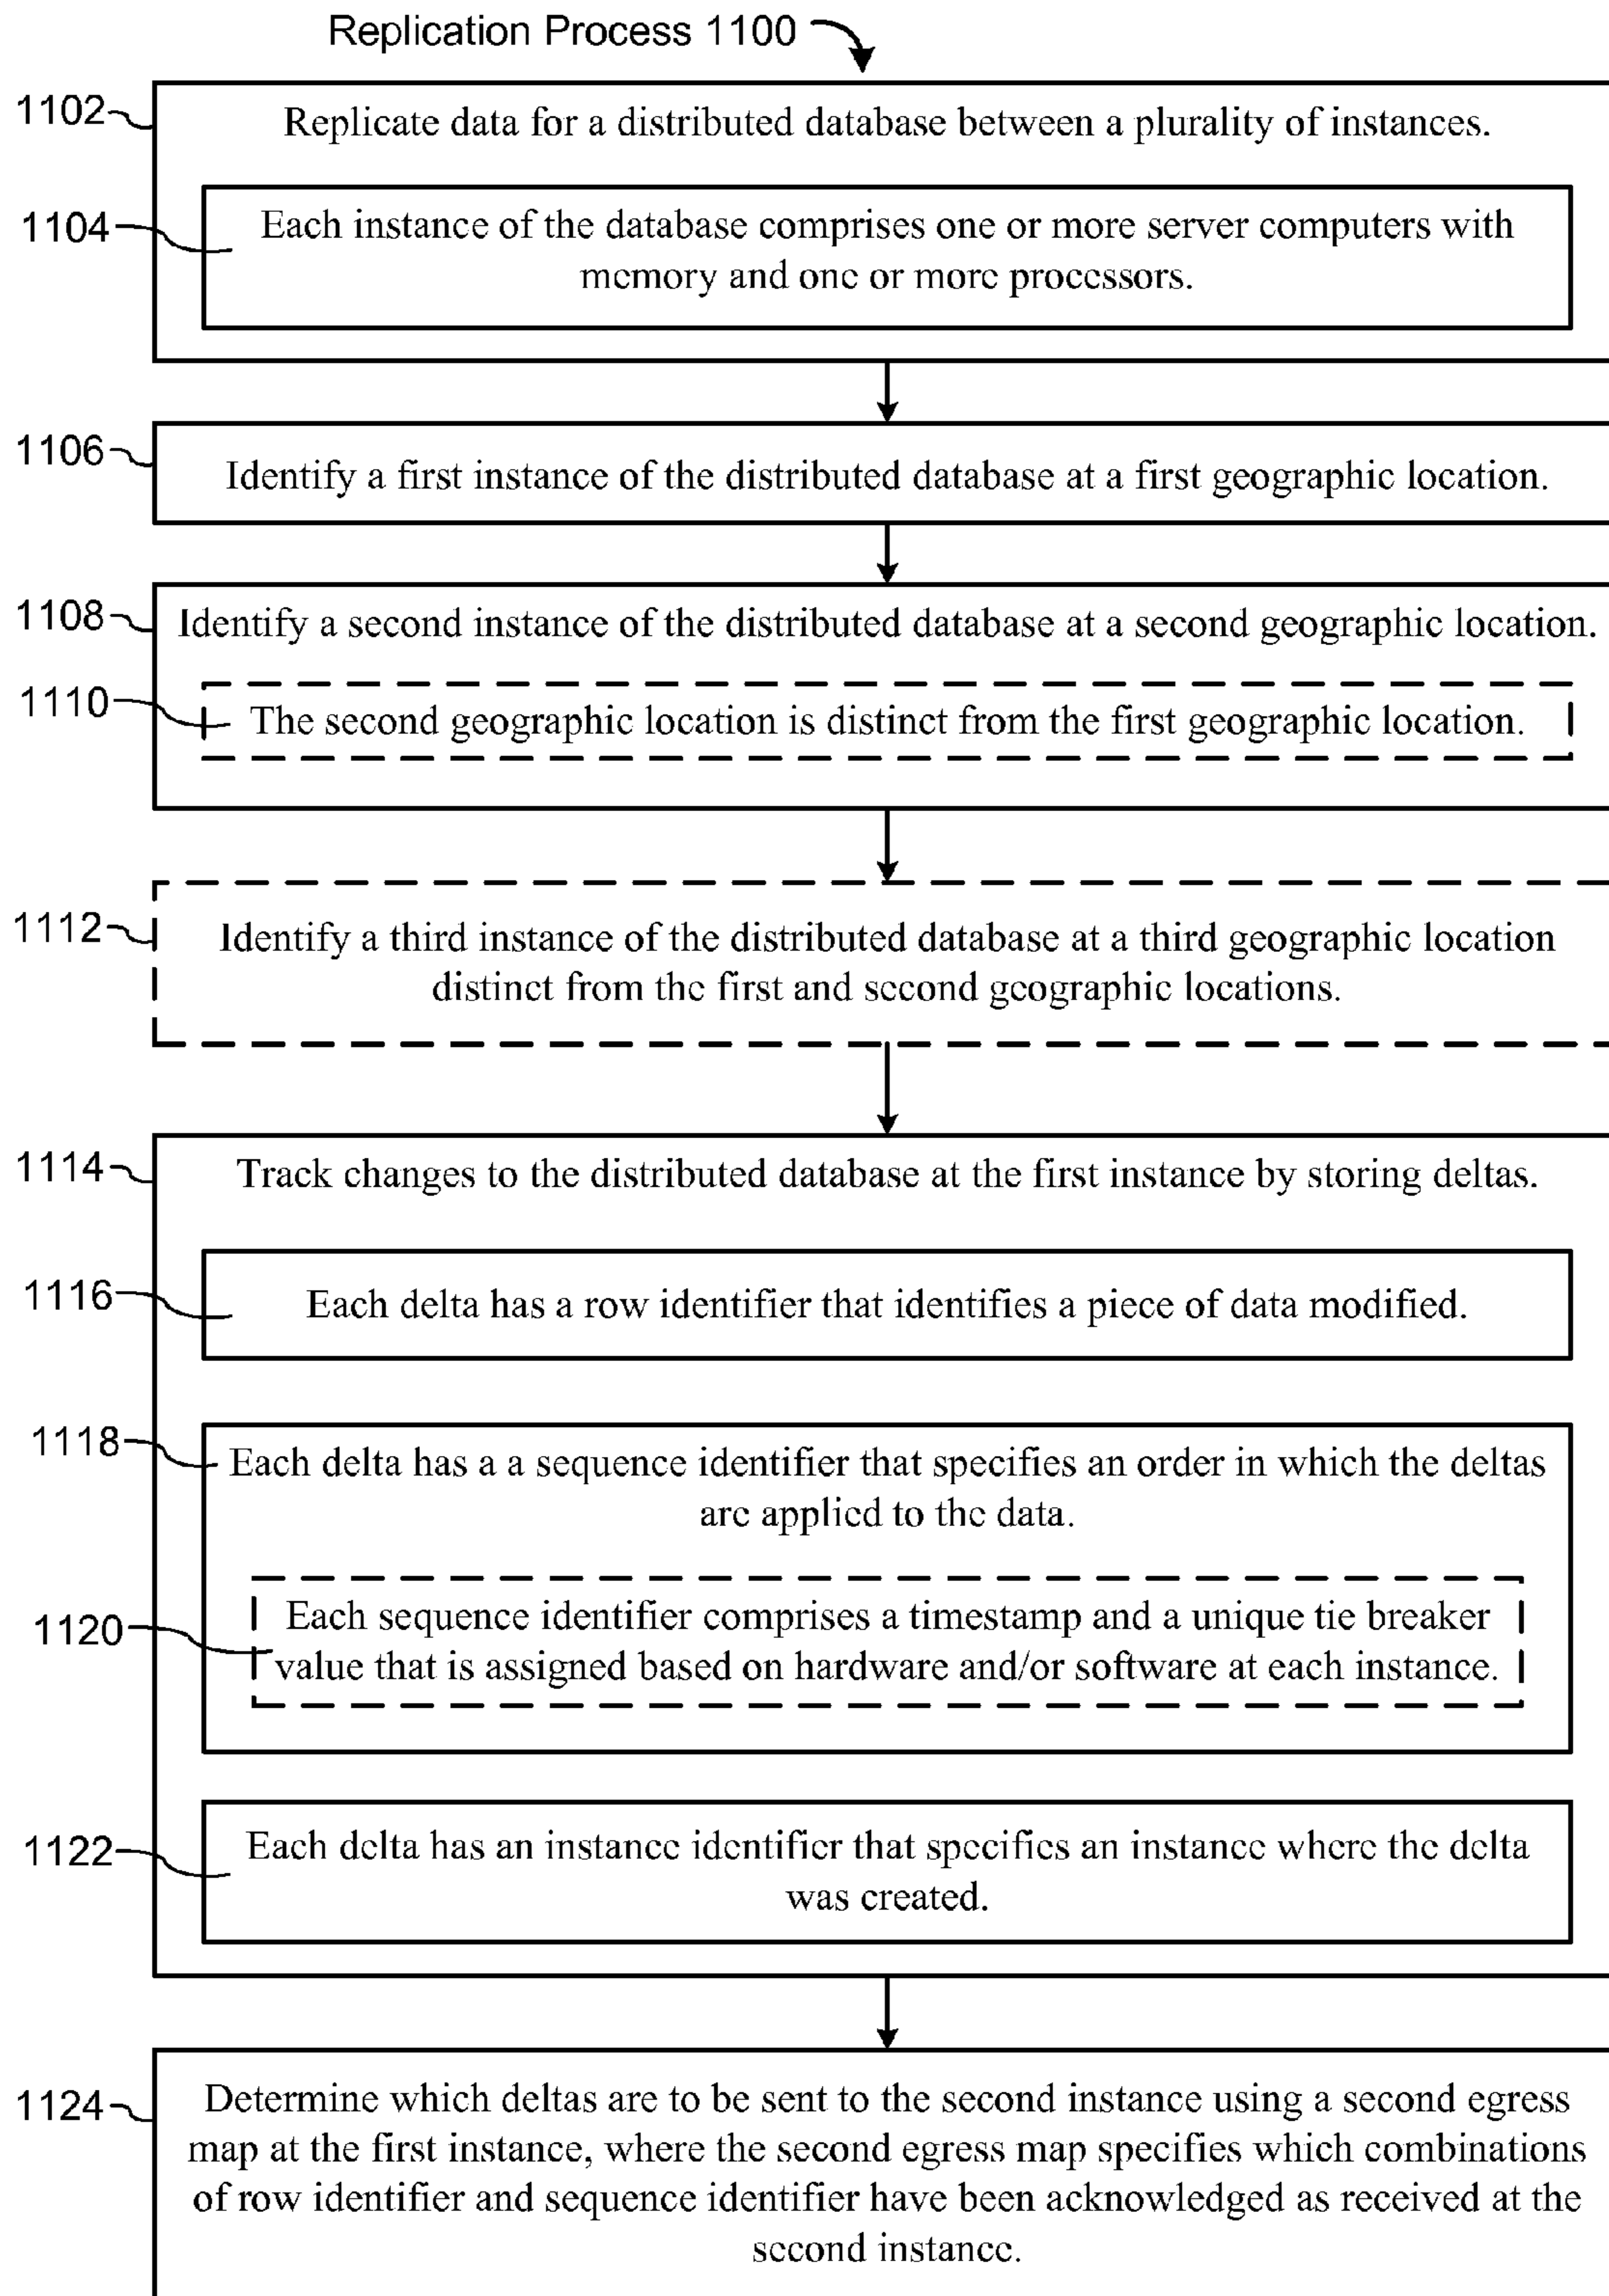 Replication Process 1100
1102
Replicate data for a distributed database between a plurality of instances.
1104
Each instance of the database comprises one or more server computers with
memory and one or more processors.
1106
Identify a first instance of the distributed database at a first geographic location.
1108
Identify a second instance of the distributed database at a second geographic location.
1110
The second geographic location is distinct from the first geographic location.
1112
Identify a third instance of the distributed database at a third geographic location
distinct from the first and second geographic locations.
1114
Track changes to the distributed database at the first instance by storing deltas.
1116
Each delta has a row identifier that identifies a piece of data modified.
1118
Each delta has a a sequence identifier that specifies an order in which the deltas
are applied to the data.
1120
Each sequence identifier comprises a timestamp and a unique tie breaker
value that is assigned based on hardware and/or software at each instance.
1122
Each delta has an instance identifier that specifies an instance where the delta
was created.
1124
Determine which deltas are to be sent to the second instance using a second egress
map at the first instance, where the second egress map specifies which combinations
of row identifier and sequence identifier have been acknowledged as received at the
second instance.